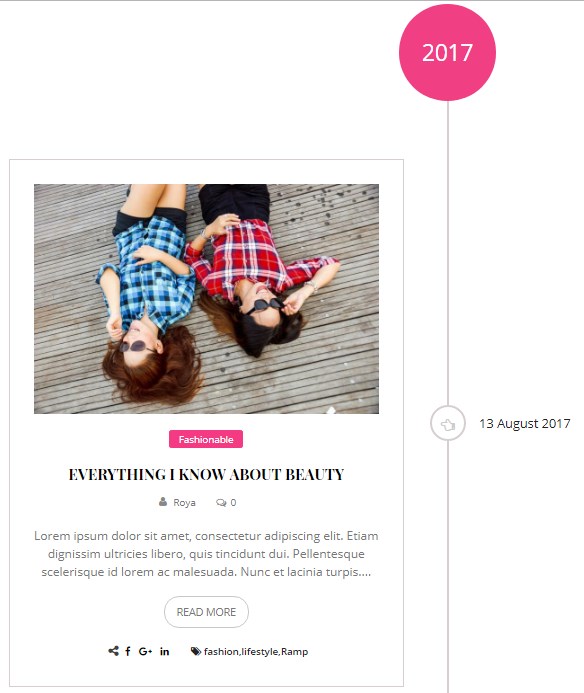 2017
13 August 2017
Fashionable
EVERYTHING I KNOW ABOUT BEAUTY
Roya 0
Lorem ipsum dolor sit amet, consectetur adipiscing elit. Etiam
dignissim ultricies libero, quis tincidunt dui. Pellentesque
scelerisque id lorem ac malesuada. Nunc et lacinia turpis....
READ MORE
f G+ in fashion,lifestyle,Ramp